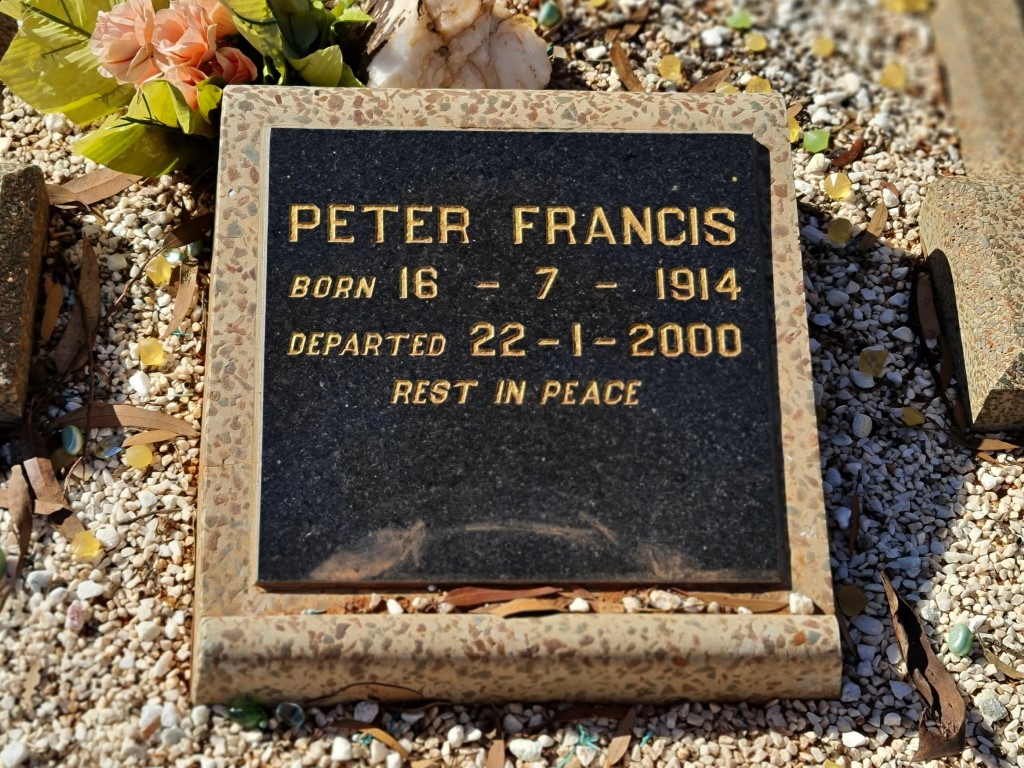 PETER FRANCIS
BORN 16 - 7 - 1914
DEPARTED 22-1-2000
REST IN PEACE